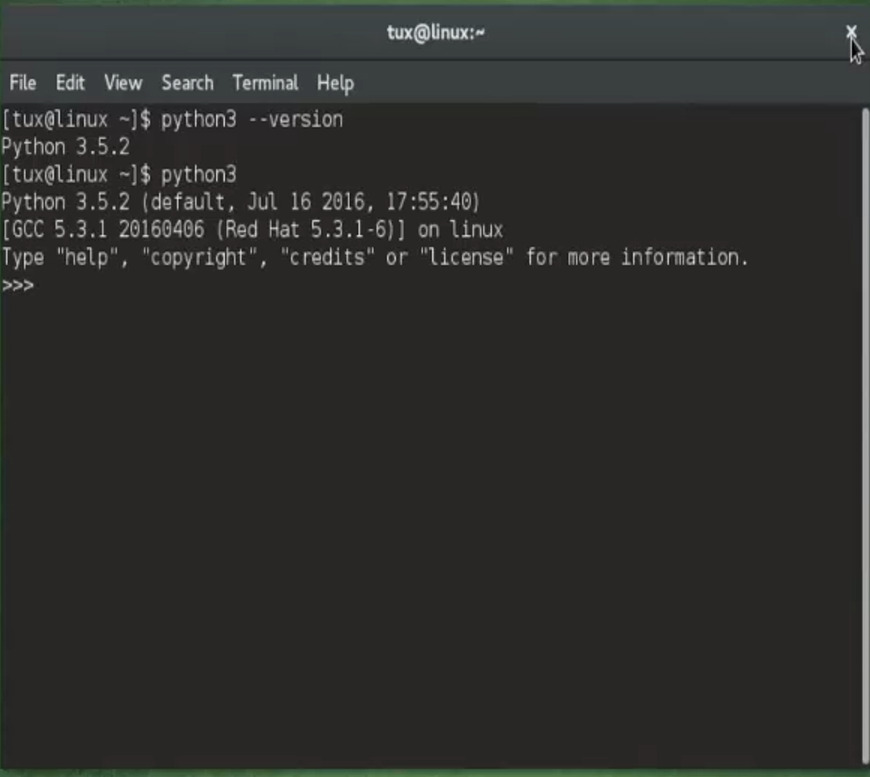 tux@linux:~
x
File Edit View Search Terminal Help
[tux@linux ~]$ python3 --version
Python 3.5.2
[tux@linux ~]$ python3
Python 3.5.2 (default, Jul 16 2016, 17:55:40)
[GCC 5.3.1 20160406 (Red Hat 5.3.1-6)] on linux
Type "help", "copyright", "credits" or "license" for more information.
>>>